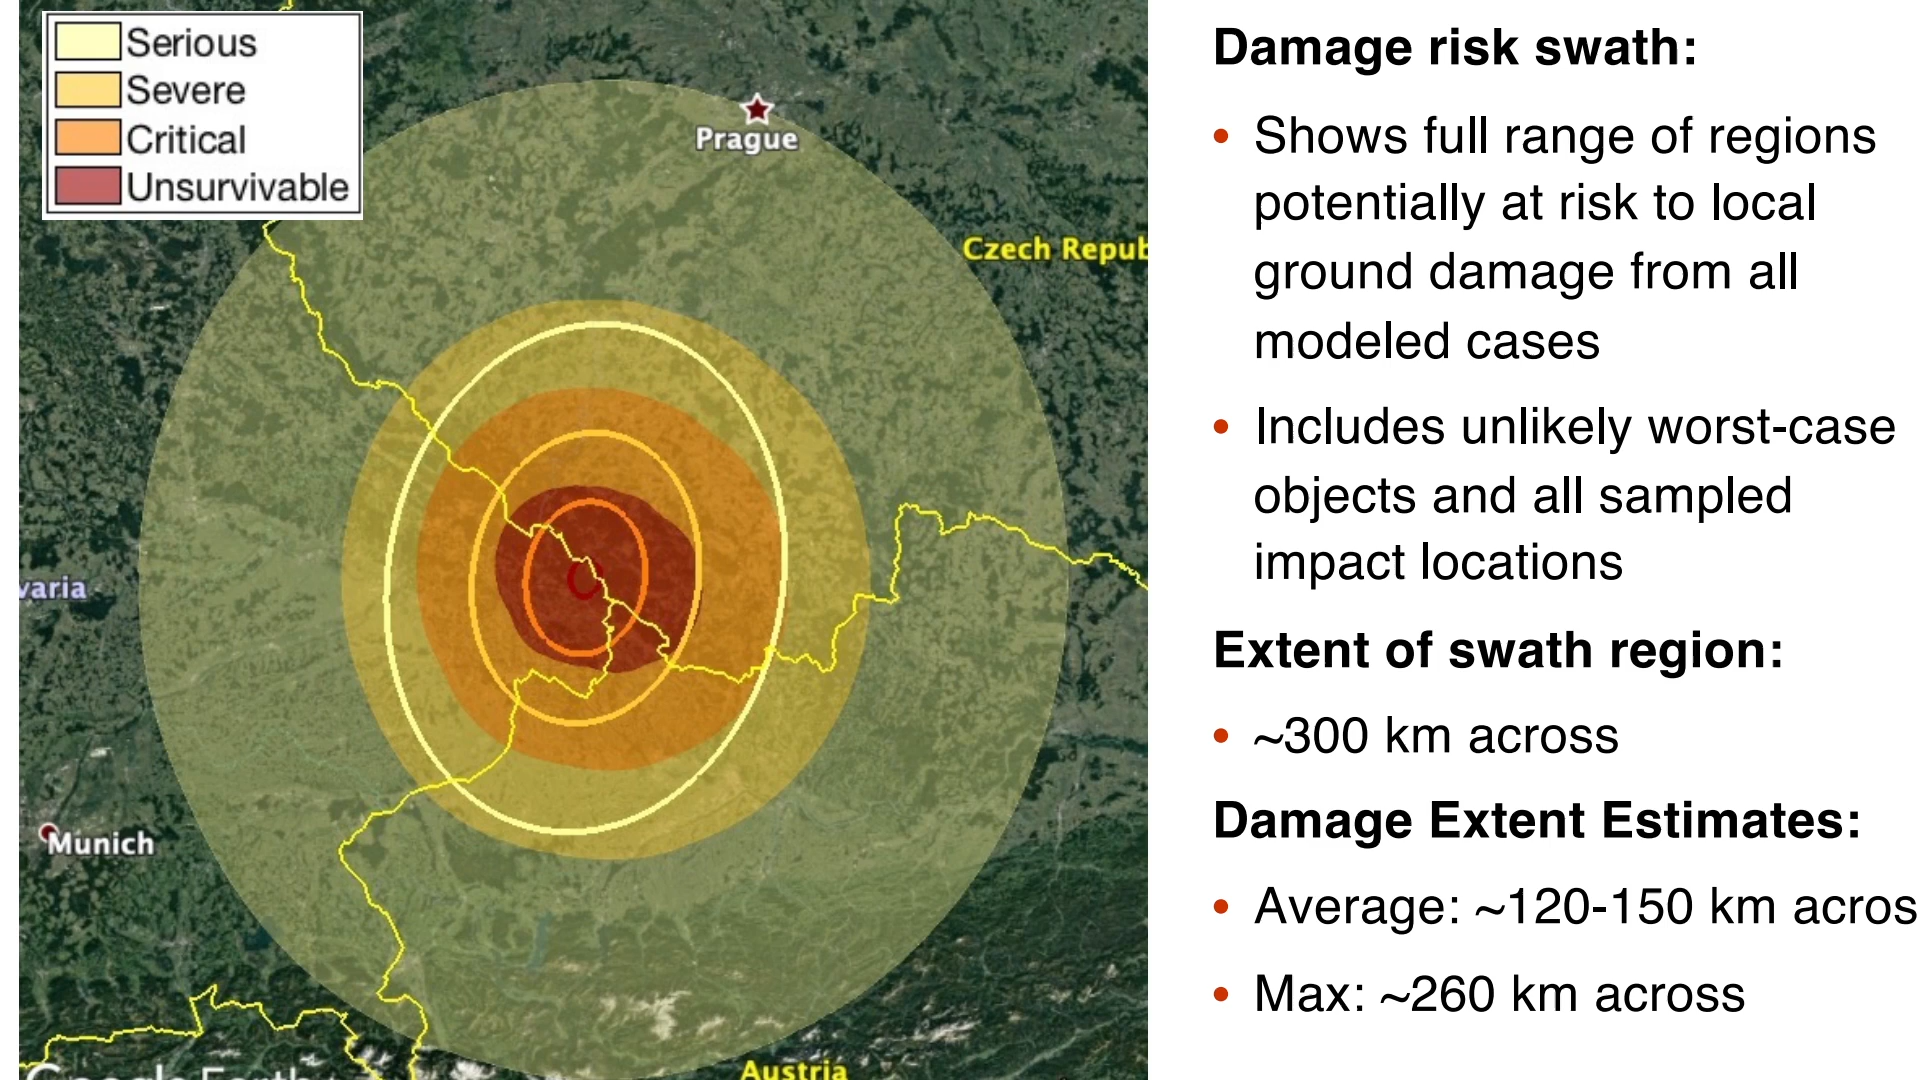 Serious
Severe
Critical
Unsurvivable
Prague
Czech Repub
varia
Munich
Austria
Google Earth
Damage risk swath:
• Shows full range of regions
potentially at risk to local
ground damage from all
modeled cases
• Includes unlikely worst-case
objects and all sampled
impact locations
Extent of swath region:
• ~300 km across
Damage Extent Estimates:
• Average: ~120-150 km acros
• Max: ~260 km across